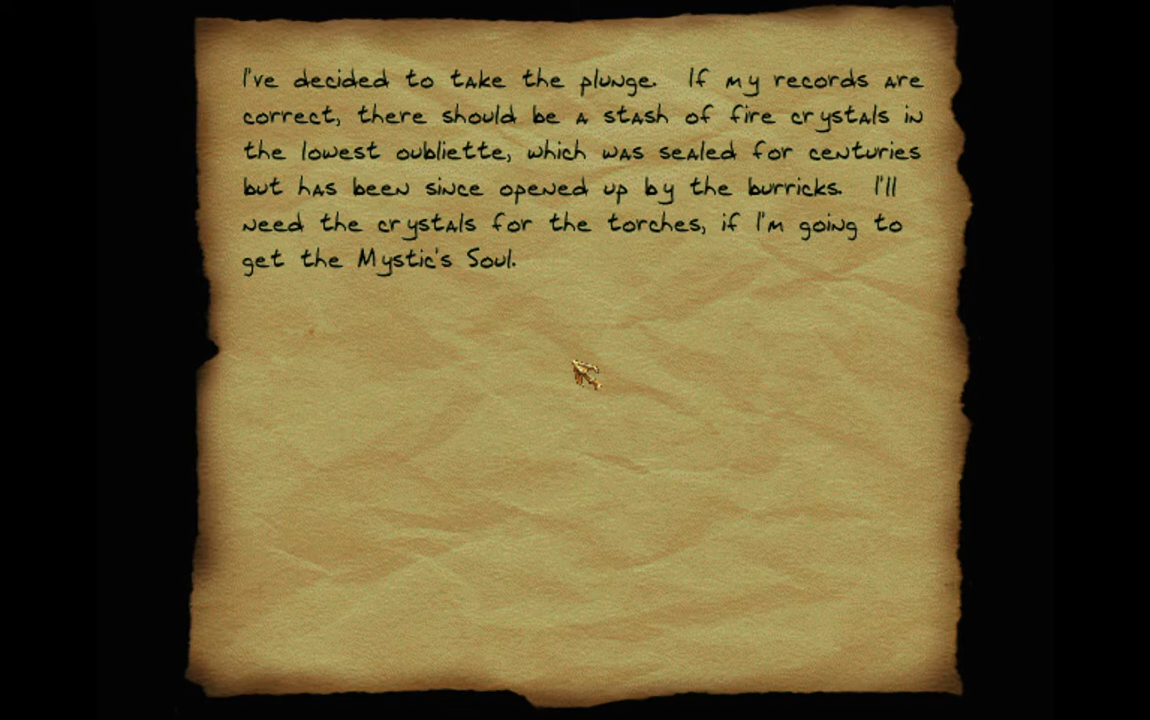 I've decided to take the plunge. If my records are
correct, there should be a stash of fire crystals in
the lowest oubliette, which was sealed for centuries
but has been since opened up by the burricks. I'll
need the crystals for the torches, if I'm going to
get the Mystic's Soul.